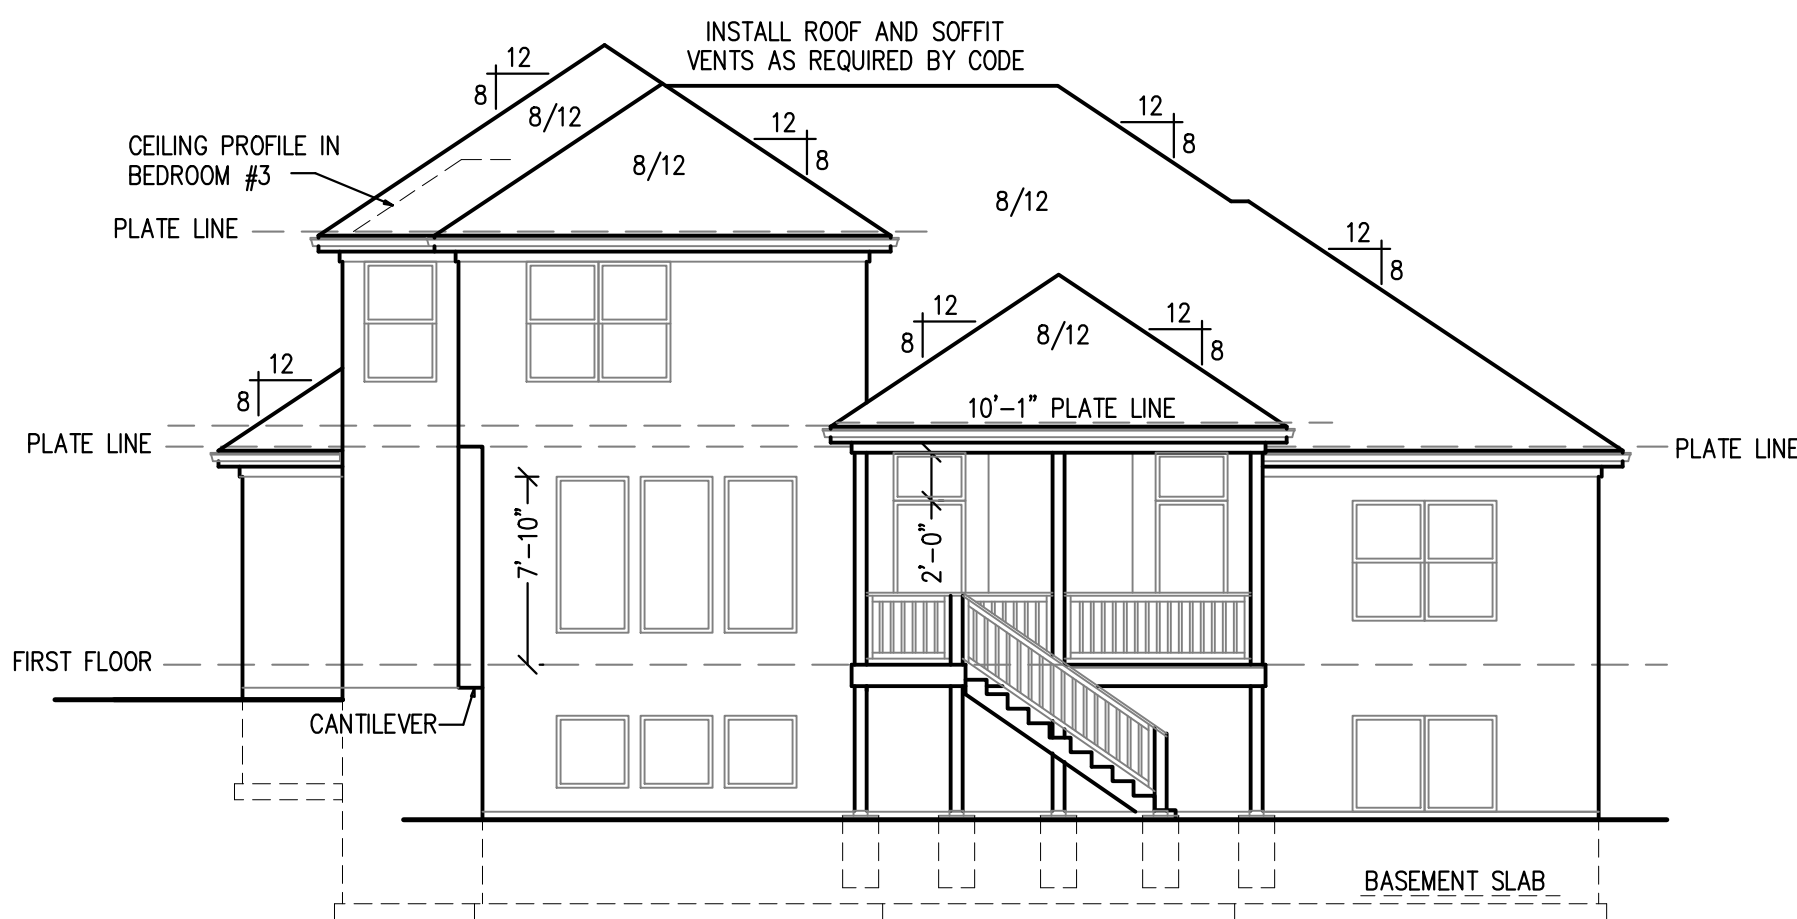 INSTALL ROOF AND SOFFIT
VENTS AS REQUIRED BY CODE
12
8
8/12
12
8
8/12
12
8
CEILING PROFILE IN
BEDROOM #3
8/12
PLATE LINE
12
8
12
8
12
8
8/12
12
8
10'-1" PLATE LINE
PLATE LINE
PLATE LINE
7'-10"
2'-0"
FIRST FLOOR
CANTILEVER
BASEMENT SLAB